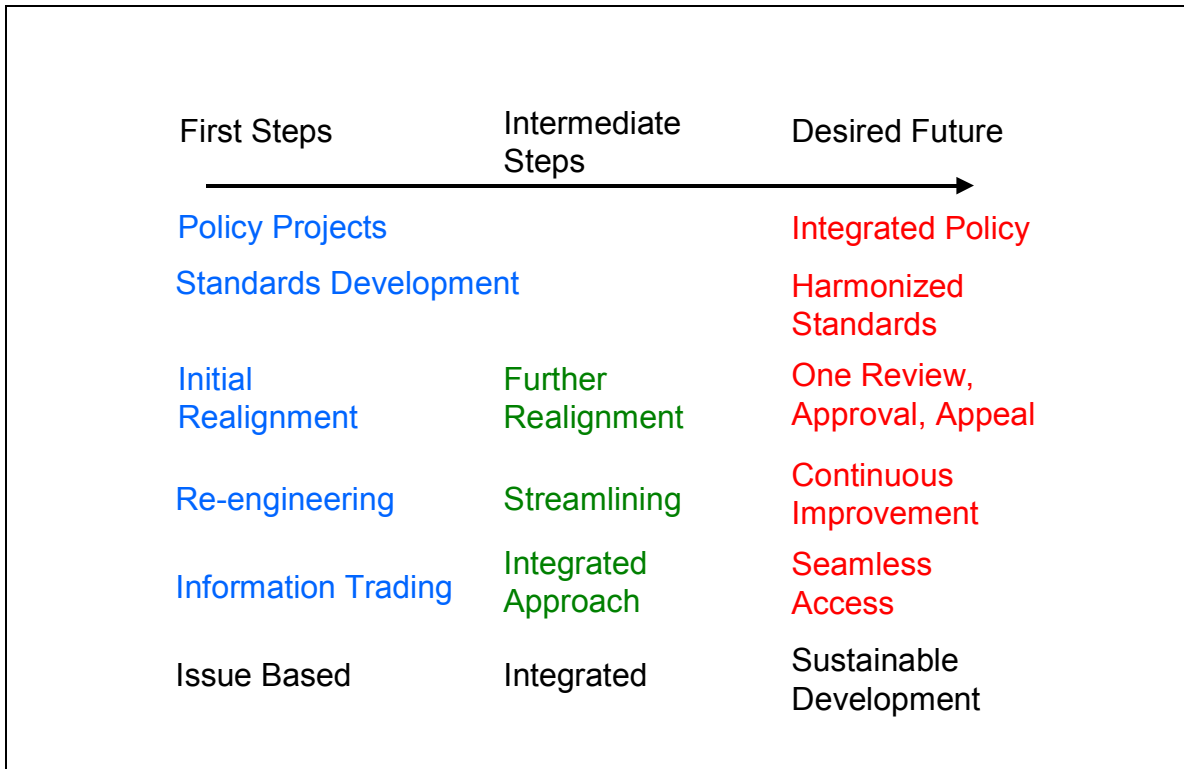 First Steps
Intermediate
Steps
Desired Future
Policy Projects
Integrated Policy
Standards Development
Harmonized
Standards
Initial
Realignment
Further
Realignment
One Review,
Approval, Appeal
Re-engineering
Streamlining
Continuous
Improvement
Information Trading
Integrated
Approach
Seamless
Access
Issue Based
Integrated
Sustainable
Development